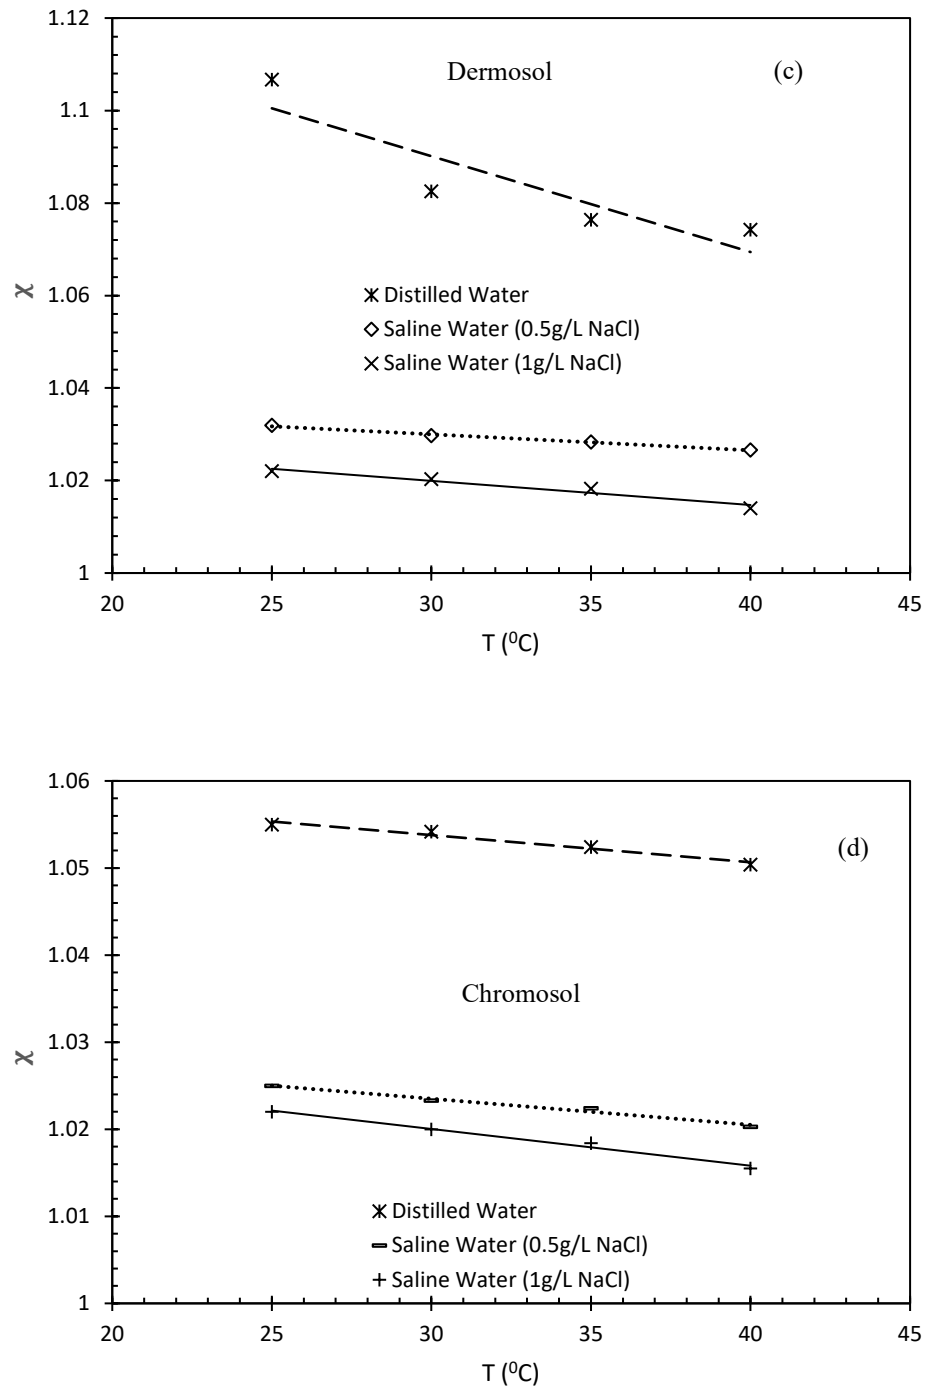 1.12
Dermosol
(c)
1.1
1.08
1.06
χ
Distilled Water
Saline Water (0.5g/L NaCl)
Saline Water (1g/L NaCl)
1.04
1.02
1
20 25 30 35 40 45
T (⁰C)
1.06
(d)
1.05
1.04
Chromosol
1.03
χ
1.02
1.01
Distilled Water
Saline Water (0.5g/L NaCl)
Saline Water (1g/L NaCl)
1
20 25 30 35 40 45
T (⁰C)